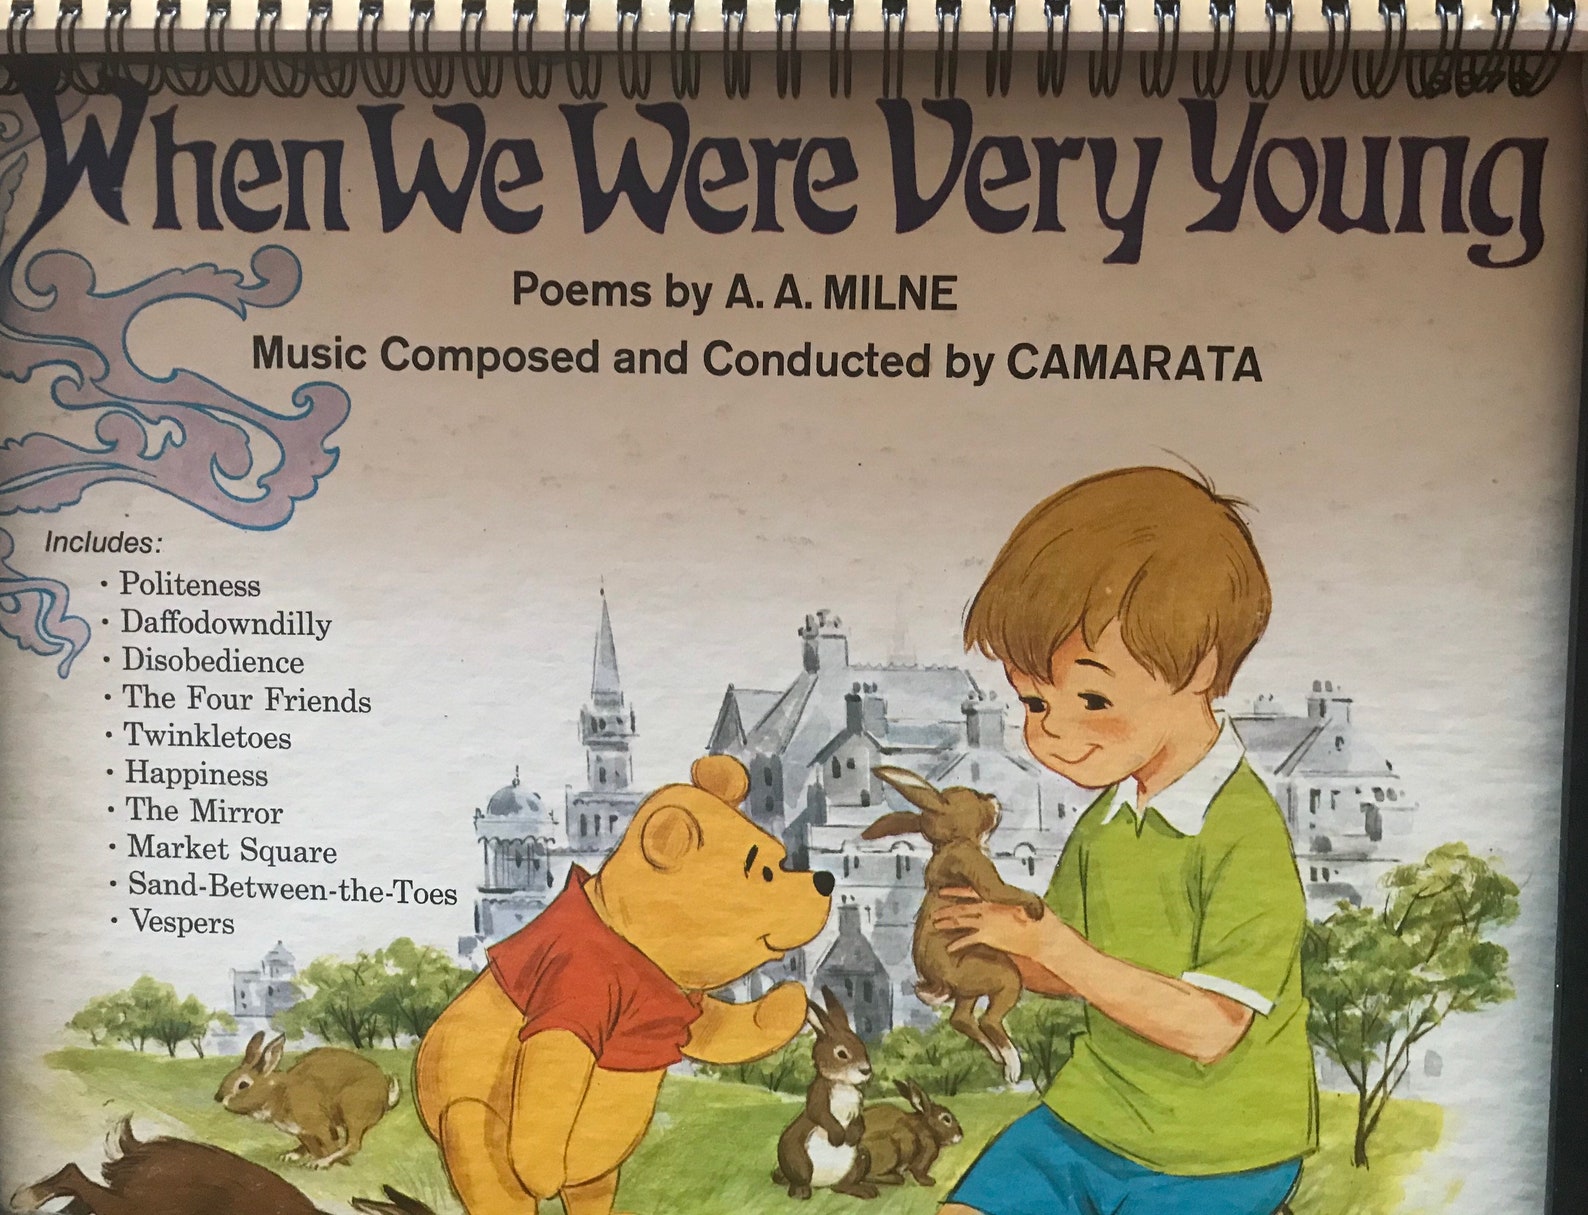 When We Were Very Young
Poems by A. A. MILNE
Music Composed and Conducted by CAMARATA
Includes:
· Politeness
· Daffodowndilly
· Disobedience
· The Four Friends
· Twinkletoes
· Happiness
· The Mirror
· Market Square
· Sand-Between-the-Toes
· Vespers